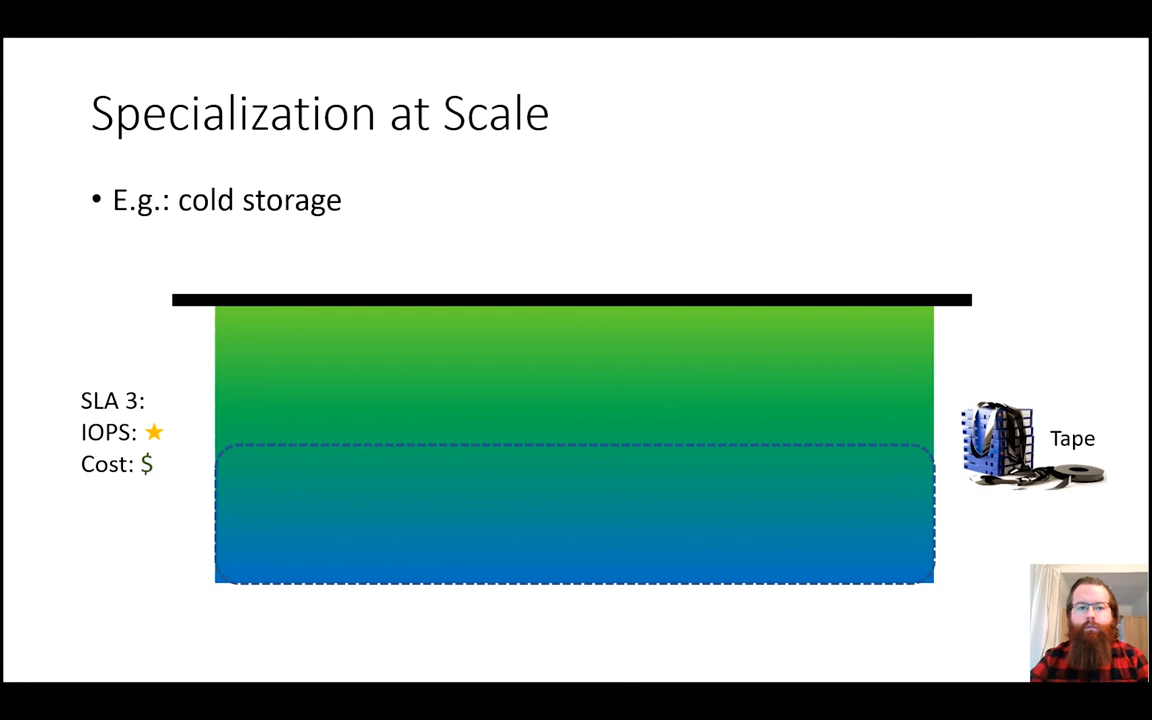 Specialization at Scale
• E.g.: cold storage
SLA 3:
IOPS: ★
Cost: $
Tape